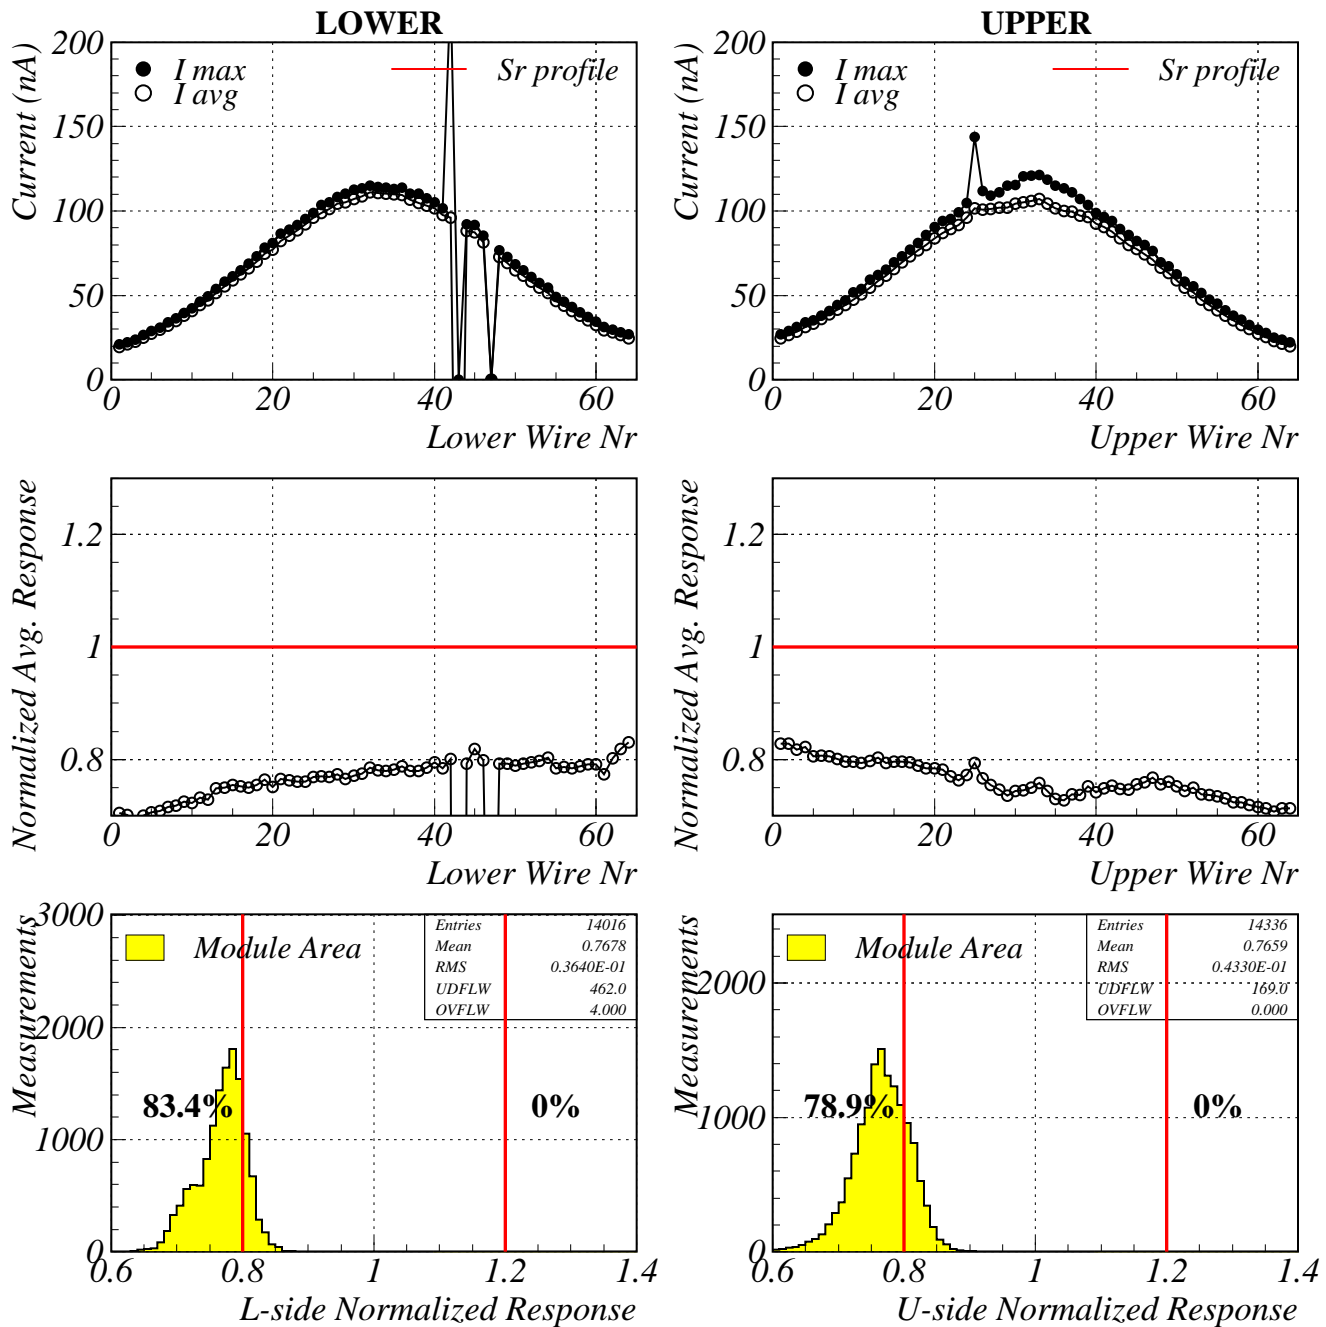 LOWER
200
150
100
50
0
Current (nA)
I max
I avg
Sr profile
0 20 40 60
Lower Wire Nr
UPPER
200
150
100
50
0
Current (nA)
I max
I avg
Sr profile
0 20 40 60
Upper Wire Nr
1.2
1
0.8
Normalized Avg. Response
0 20 40 60
Lower Wire Nr
1.2
1
0.8
Normalized Avg. Response
0 20 40 60
Upper Wire Nr
3000
2000
1000
0
Measurements
Module Area
Entries 14016
Mean 0.7678
RMS 0.3640E-01
UDFLW 462.0
OVFLW 4.000
83.4%
0%
0.6 0.8 1 1.2 1.4
L-side Normalized Response
2000
1000
0
Measurements
Module Area
Entries 14336
Mean 0.7659
RMS 0.4330E-01
UDFLW 169.0
OVFLW 0.000
78.9%
0%
0.6 0.8 1 1.2 1.4
U-side Normalized Response